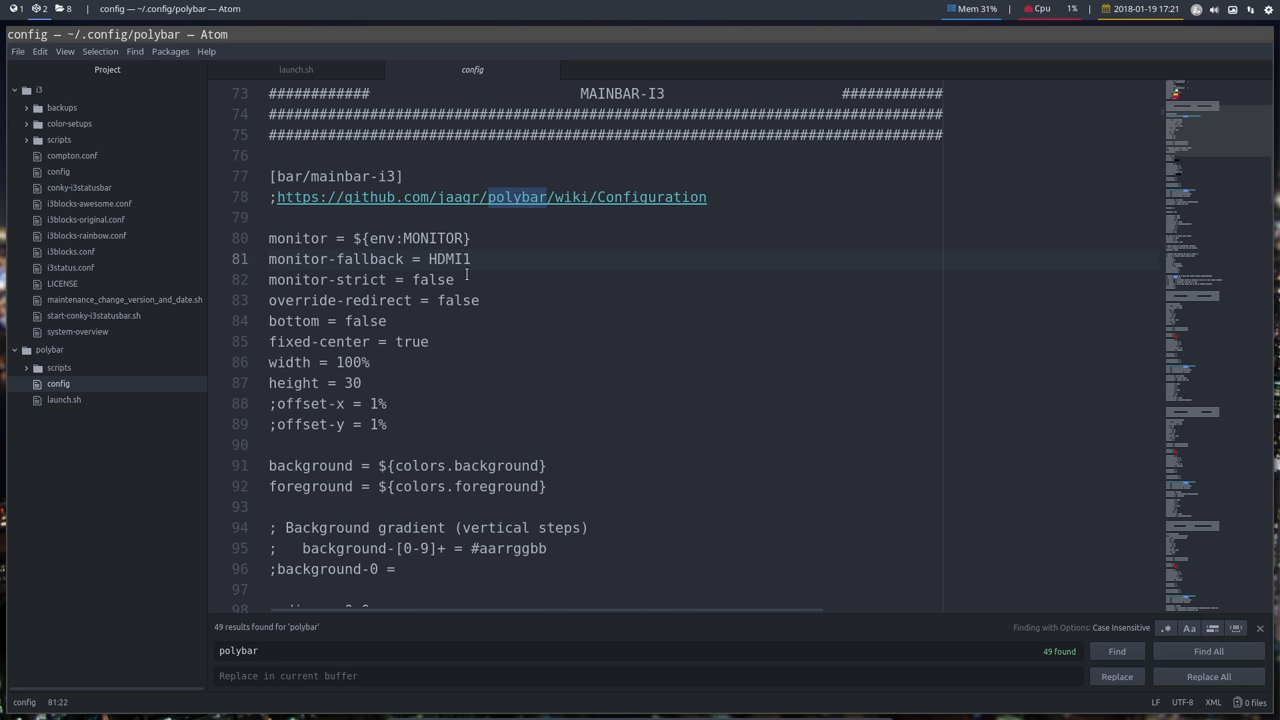 1 2 8 config — ~/.config/polybar — Atom Mem 31% Cpu 1% 2018-01-19 17:21
config — ~/.config/polybar — Atom
File Edit View Selection Find Packages Help
Project
i3
backups
color-setups
scripts
compton.conf
config
conky-i3statusbar
i3blocks-awesome.conf
i3blocks-original.conf
i3blocks-rainbow.conf
i3blocks.conf
i3status.conf
LICENSE
maintenance_change_version_and_date.sh
start-conky-i3statusbar.sh
system-overview
polybar
scripts
config
launch.sh
launch.sh config
73 ############ MAINBAR-I3 ############
74 ################################################################################
75 ################################################################################
76
77 [bar/mainbar-i3]
78 ;https://github.com/jaagr/polybar/wiki/Configuration
79
80 monitor = ${env:MONITOR}
81 monitor-fallback = HDMI1
82 monitor-strict = false
83 override-redirect = false
84 bottom = false
85 fixed-center = true
86 width = 100%
87 height = 30
88 ;offset-x = 1%
89 ;offset-y = 1%
90
91 background = ${colors.background}
92 foreground = ${colors.foreground}
93
94 ; Background gradient (vertical steps)
95 ;   background-[0-9]+ = #aarrggbb
96 ;background-0 =
97
98
49 results found for 'polybar' Finding with Options: Case Insensitive .* Aa
polybar 49 found Find Find All
Replace in current buffer Replace Replace All
config 81:22 LF UTF-8 XML 0 files